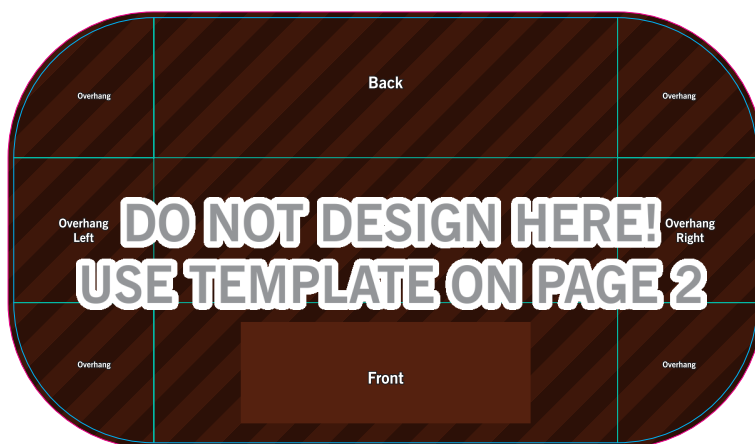 Back
Overhang
Overhang
Overhang
Left
DO NOT DESIGN HERE!
Overhang
Right
USE TEMPLATE ON PAGE 2
Overhang
Front
Overhang